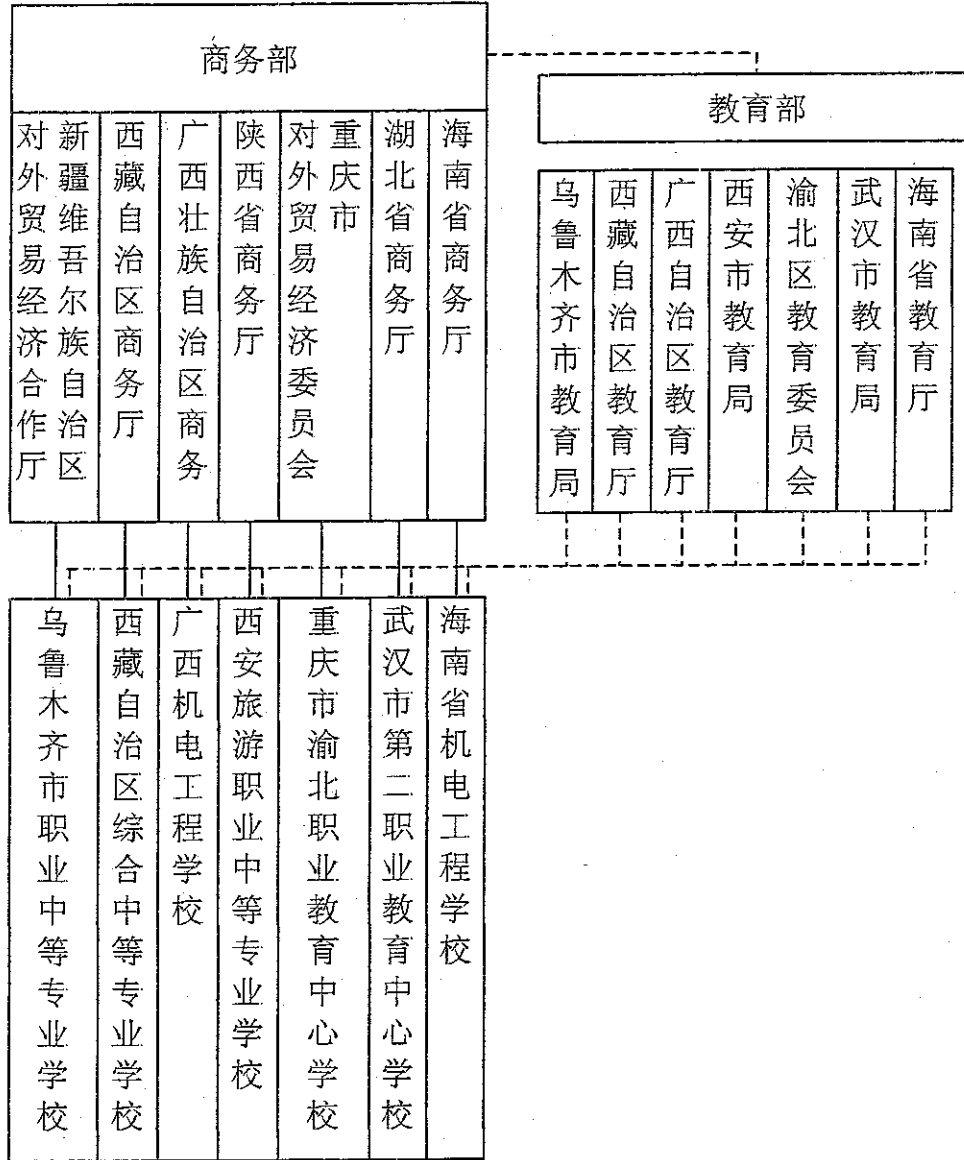 商务部
教育部
新疆维吾尔族自治区
对外贸易经济合作厅
西藏自治区商务厅
广西壮族自治区商务
陕西省商务厅
重庆市
对外贸易经济委员会
湖北省商务厅
海南省商务厅
乌鲁木齐市教育局
西藏自治区教育厅
广西自治区教育厅
西安市教育局
渝北区教育委员会
武汉市教育局
海南省教育厅
乌鲁木齐市职业中等专业学校
西藏自治区综合中等专业学校
广西机电工程学校
西安旅游职业中等专业学校
重庆市渝北职业教育中心学校
武汉市第二职业教育中心学校
海南省机电工程学校